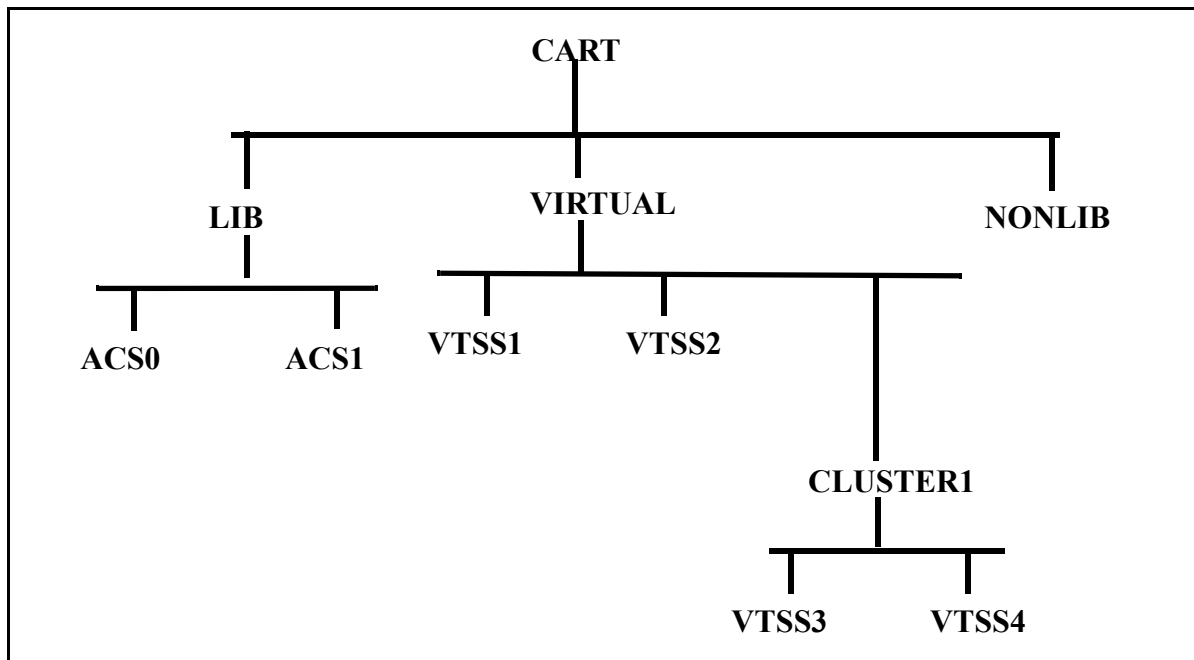 CART
LIB
VIRTUAL
NONLIB
ACS0
ACS1
VTSS1
VTSS2
CLUSTER1
VTSS3
VTSS4